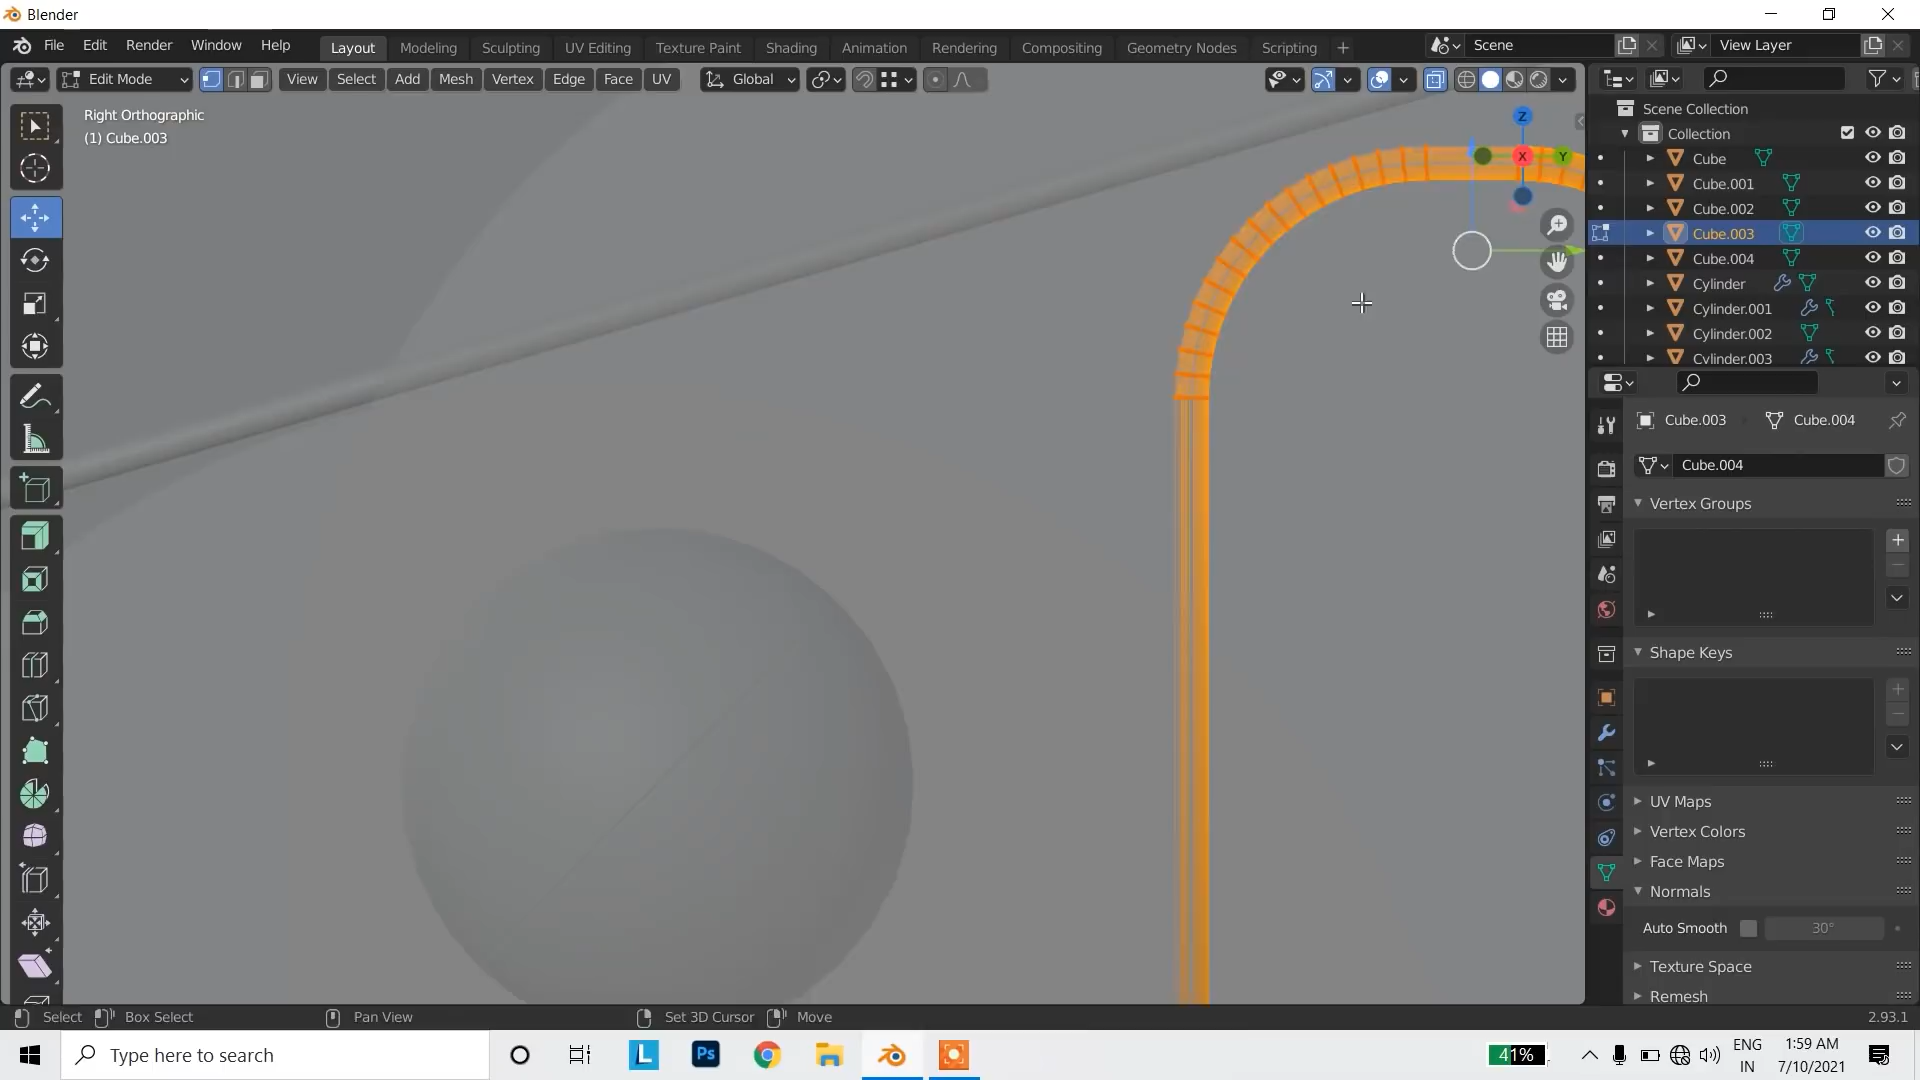 Blender
File Edit Render Window Help Layout Modeling Sculpting UV Editing Texture Paint Shading Animation Rendering Compositing Geometry Nodes Scripting + Scene View Layer
Edit Mode View Select Add Mesh Vertex Edge Face UV Global
Right Orthographic
(1) Cube.003
Z
X Y
Scene Collection
Collection
Cube
Cube.001
Cube.002
Cube.003
Cube.004
Cylinder
Cylinder.001
Cylinder.002
Cylinder.003
Cube.003 Cube.004
Cube.004
Vertex Groups
Shape Keys
UV Maps
Vertex Colors
Face Maps
Normals
Auto Smooth 30°
Texture Space
Remesh
Select Box Select Pan View Set 3D Cursor Move 2.93.1
Type here to search L Ps 41% ENG 1:59 AM
IN 7/10/2021